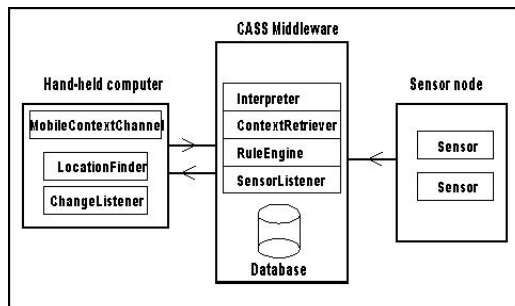 CASS Middleware
Hand-held computer
MobileContextChannel
LocationFinder
ChangeListener
Interpreter
ContextRetriever
RuleEngine
SensorListener
Database
Sensor node
Sensor
Sensor